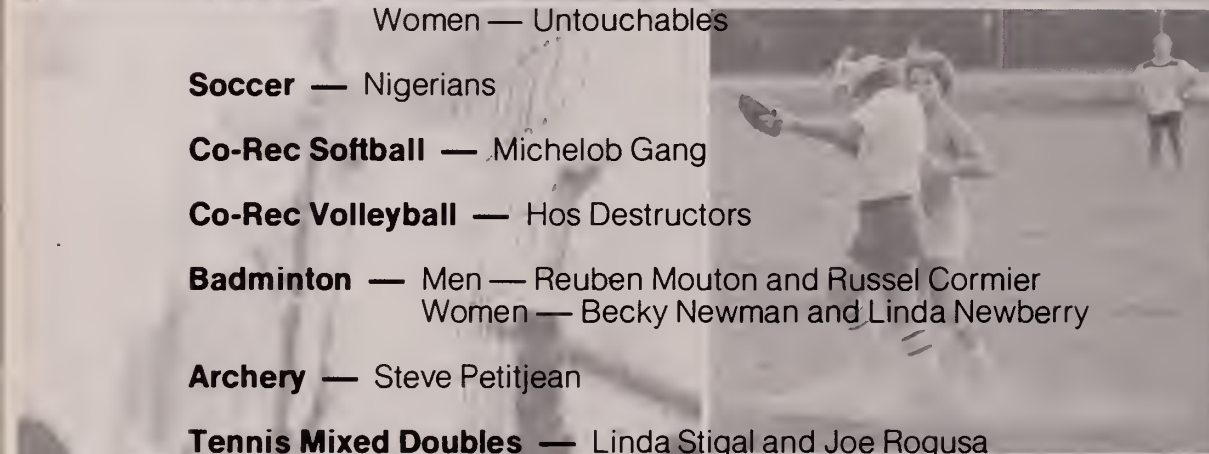 Women — Untouchables
Soccer — Nigerians
Co-Rec Softball — Michelob Gang
Co-Rec Volleyball — Hos Destructors
Badminton — Men — Reuben Mouton and Russel Cormier
Women — Becky Newman and Linda Newberry
Archery — Steve Petitjean
Tennis Mixed Doubles — Linda Stigal and Joe Rogusa